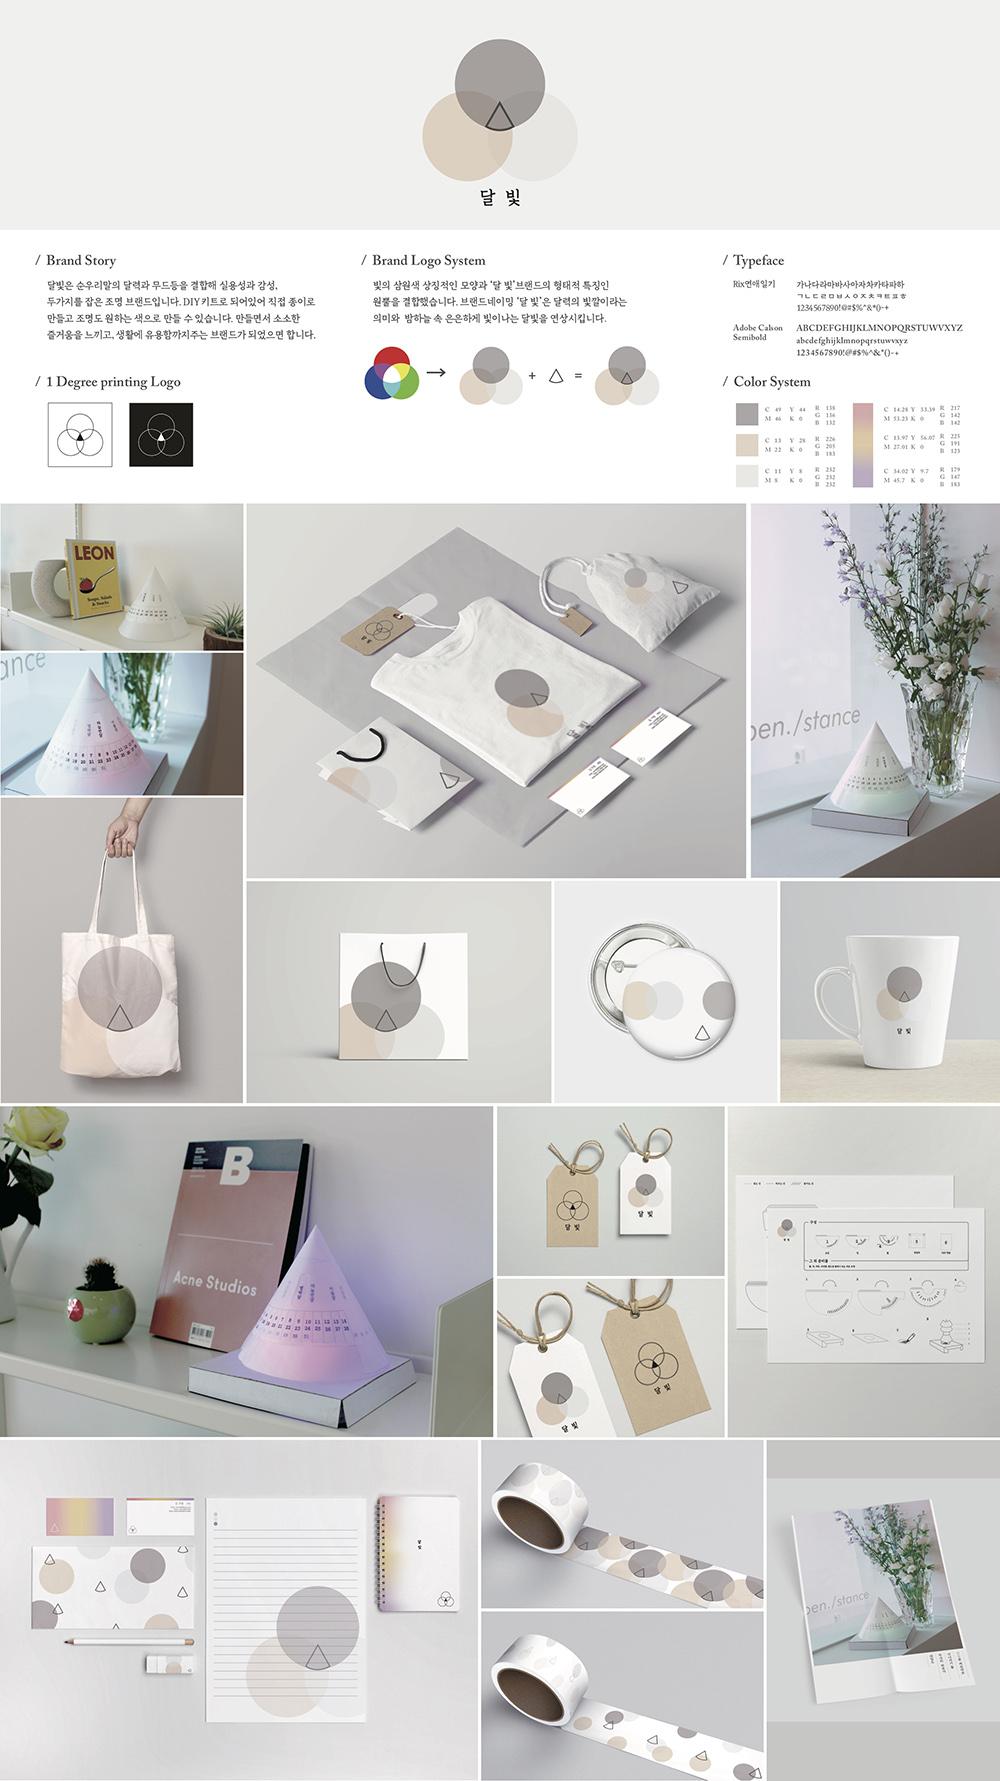 달 빛
/ Brand Story
달빛은 순우리말의 달력과 무드등을 결합해 실용성과 감성,
두가지를 잡은 조명 브랜드입니다. DIY키트로 되어있어 직접 종이로
만들고 조명도 원하는 색으로 만들 수 있습니다. 만들면서 소소한
즐거움을 느끼고, 생활에 유용함까지주는 브랜드가 되었으면 합니다.
/ 1 Degree printing Logo
/ Brand Logo System
빛의 삼원색 상징적인 모양과 '달 빛'브랜드의 형태적 특징인
원뿔을 결합했습니다. 브랜드네이밍 '달 빛'은 달력의 빛깔이라는
의미와 밤하늘 속 은은하게 빛이나는 달빛을 연상시킵니다.
+ =
/ Typeface
Rix연애일기
가나다라마바사아자차카타파하
ㄱㄴㄷㄹㅁㅂㅅㅇㅈㅊㅋㅌㅍㅎ
1234567890!@#$%^&*()-+
Adobe Calson
Semibold
ABCDEFGHIJKLMNOPQRSTUWVXYZ
abcdefghijklmnopqrstuvwxyz
1234567890!@#$%^&*()-+
/ Color System
C 49 Y 44 R 138
M 46 K 0 G 136
B 132
C 13 Y 28 R 226
M 22 K 0 G 205
B 183
C 11 Y 8 R 232
M 8 K 0 G 232
B 232
C 14.28 Y 33.39 R 217
M 53.23 K 0 G 142
B 142
C 13.97 Y 56.07 R 225
M 27.01 K 0 G 191
B 123
C 34.02 Y 9.7 R 179
M 45.7 K 0 G 147
B 183
LEON
Soups, Salads
& Snacks
tance
pen./stance
달 빛
달 빛
B
Acne Studios
달 빛
달 빛
달 빛
달 빛
달 빛
pen./stance